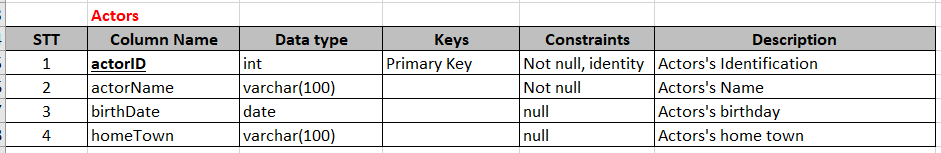 Actors
STT Column Name Data type Keys Constraints Description
1 actorID int Primary Key Not null, identity Actors's Identification
2 actorName varchar(100) Not null Actors's Name
3 birthDate date null Actors's birthday
4 homeTown varchar(100) null Actors's home town